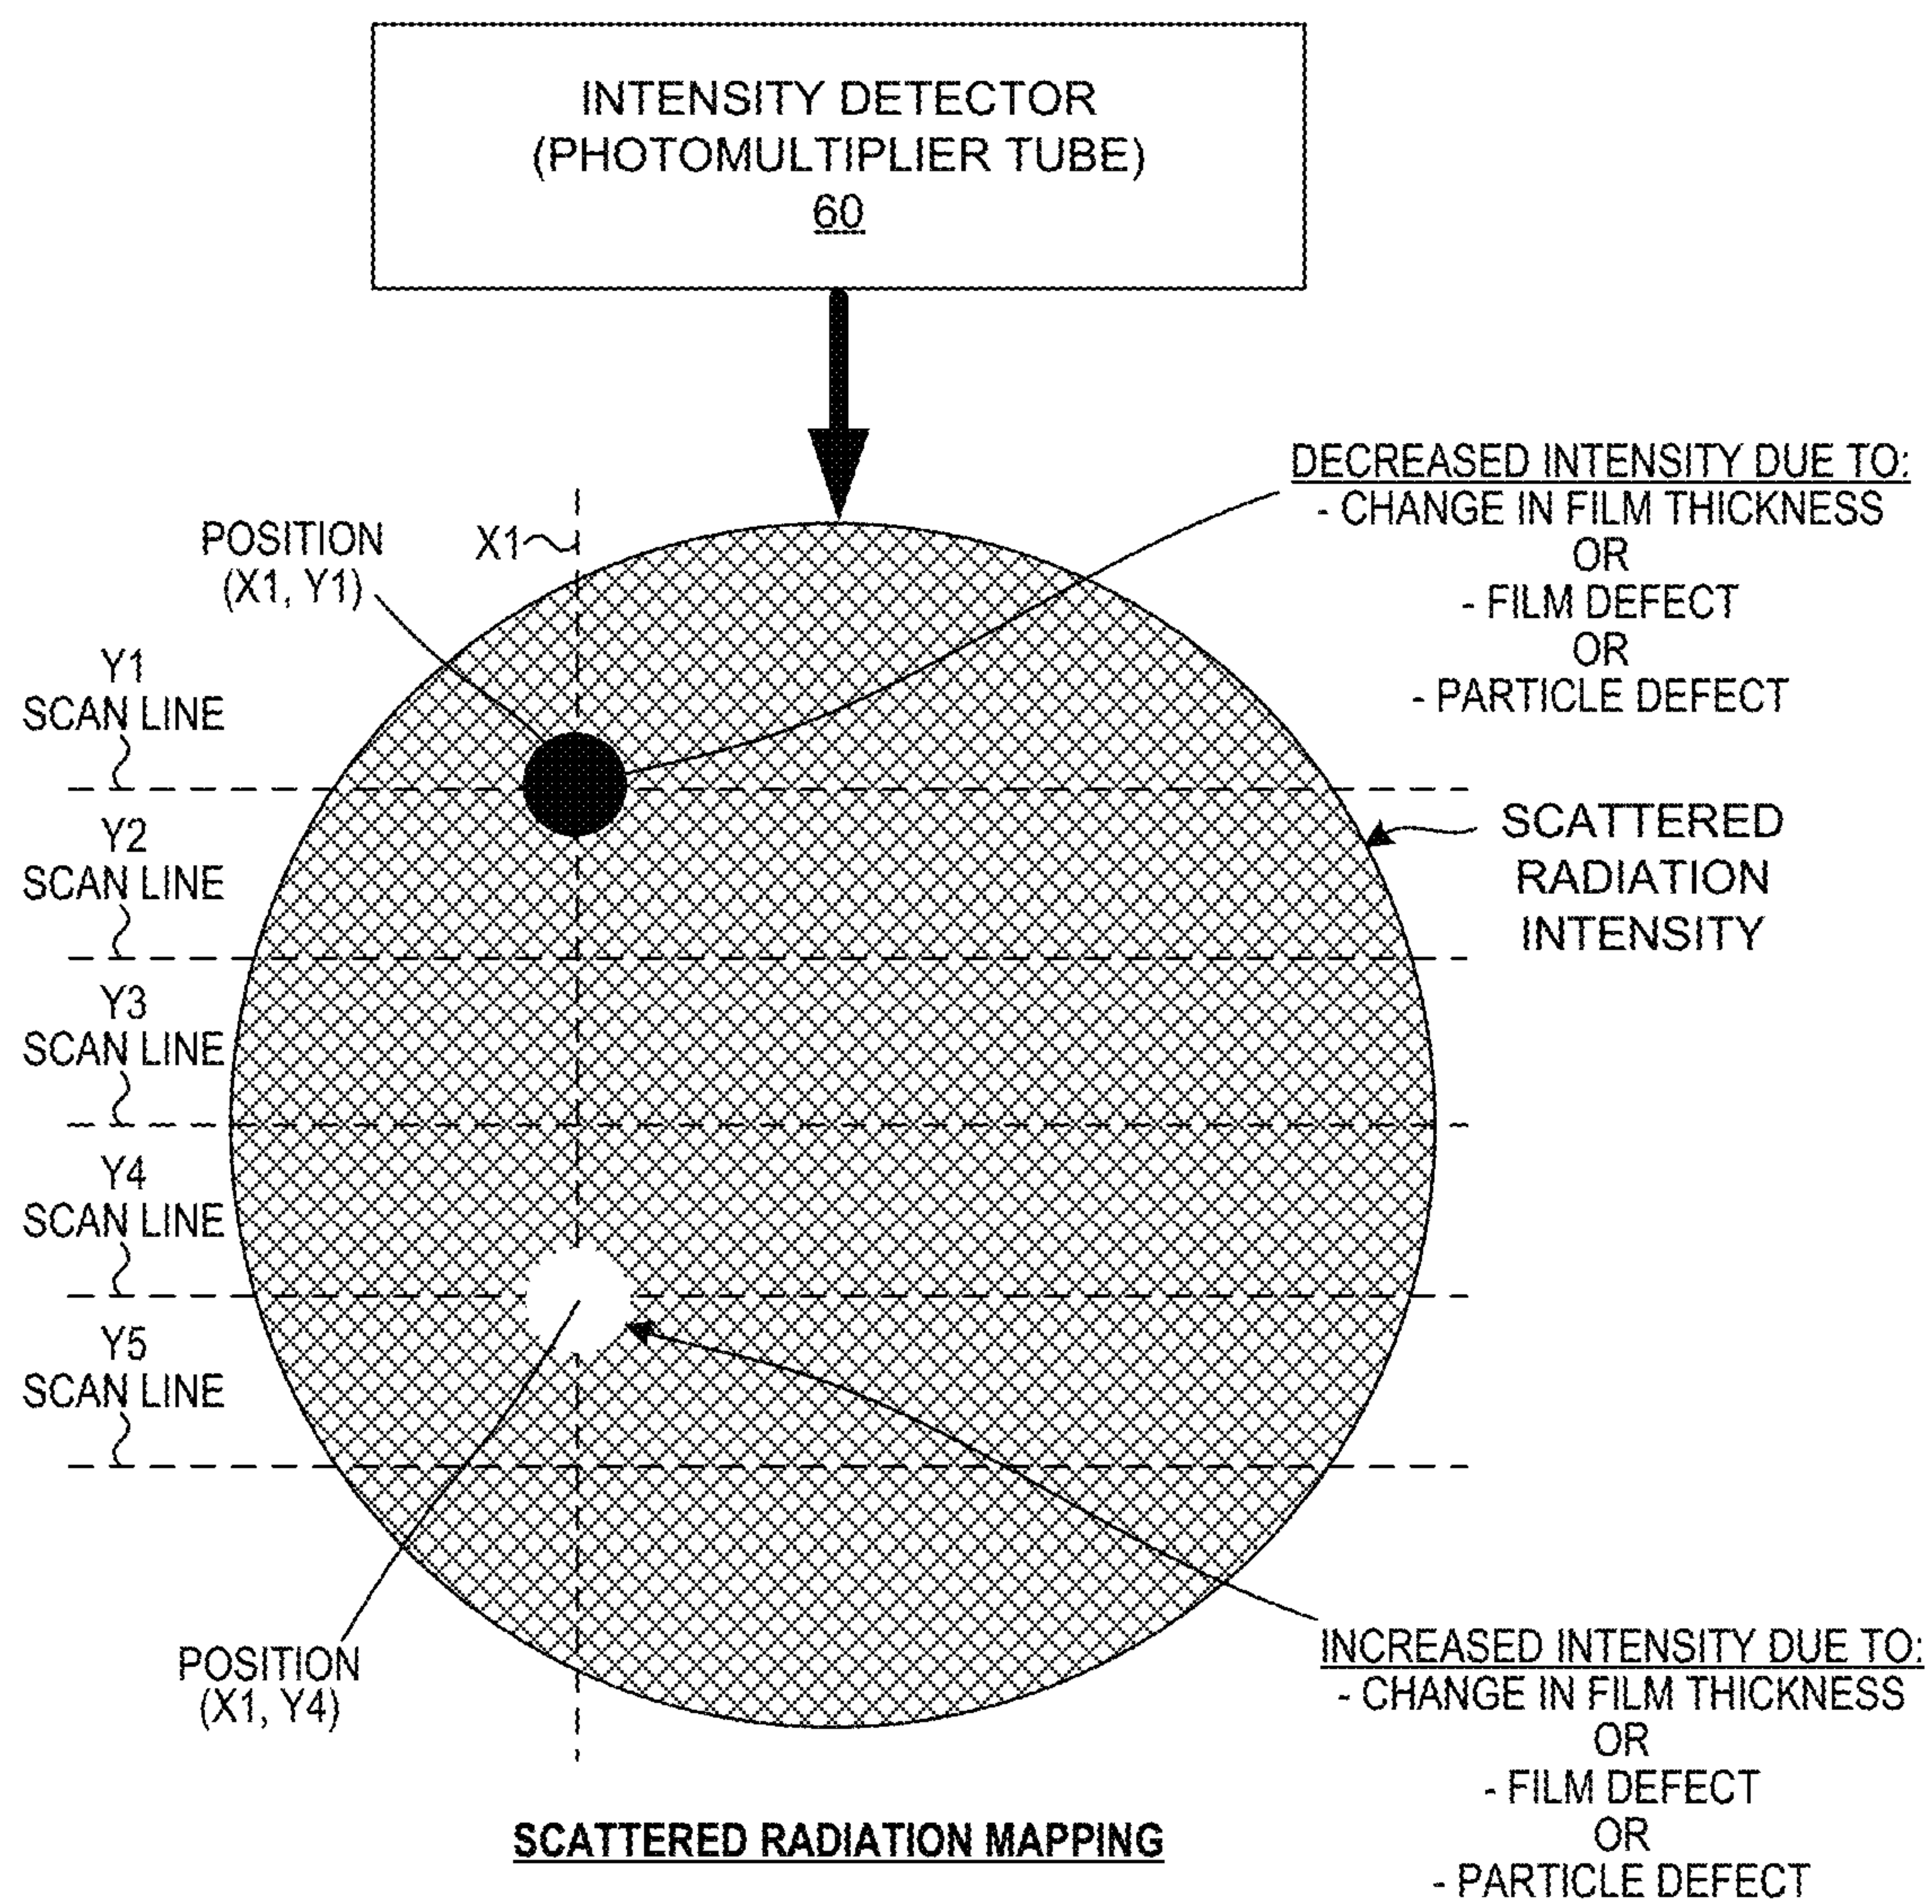 INTENSITY DETECTOR
(PHOTOMULTIPLIER TUBE)
60
DECREASED INTENSITY DUE TO:
- CHANGE IN FILM THICKNESS
OR
- FILM DEFECT
OR
- PARTICLE DEFECT
POSITION
(X1, Y1)
X1
Y1
SCAN LINE
Y2
SCAN LINE
Y3
SCAN LINE
Y4
SCAN LINE
Y5
SCAN LINE
SCATTERED
RADIATION
INTENSITY
POSITION
(X1, Y4)
INCREASED INTENSITY DUE TO:
- CHANGE IN FILM THICKNESS
OR
- FILM DEFECT
OR
- PARTICLE DEFECT
SCATTERED RADIATION MAPPING